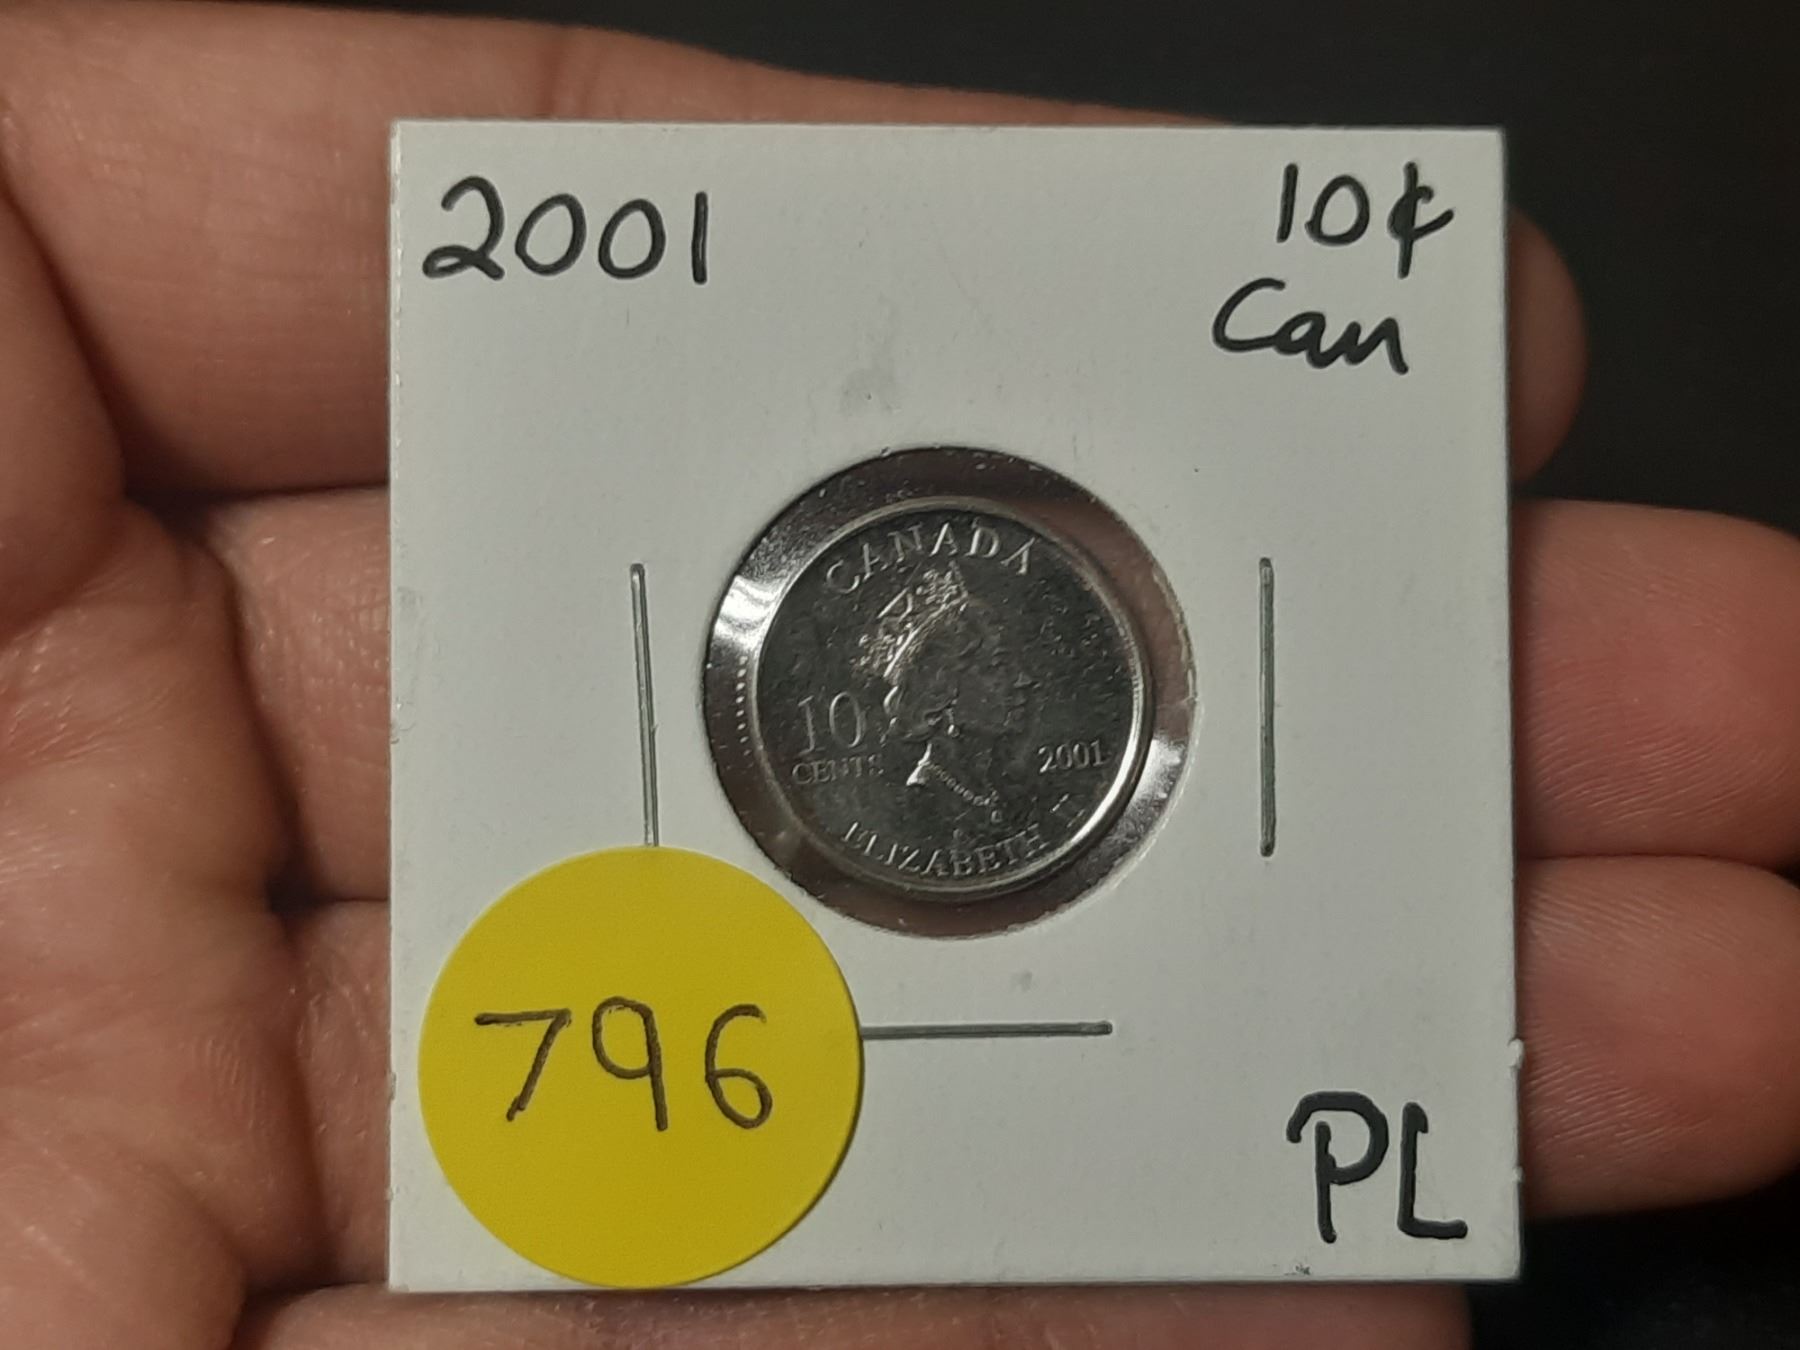 2001
10¢
Can
CANADA
10
CENTS
2001
ELIZABETH II
796
PL